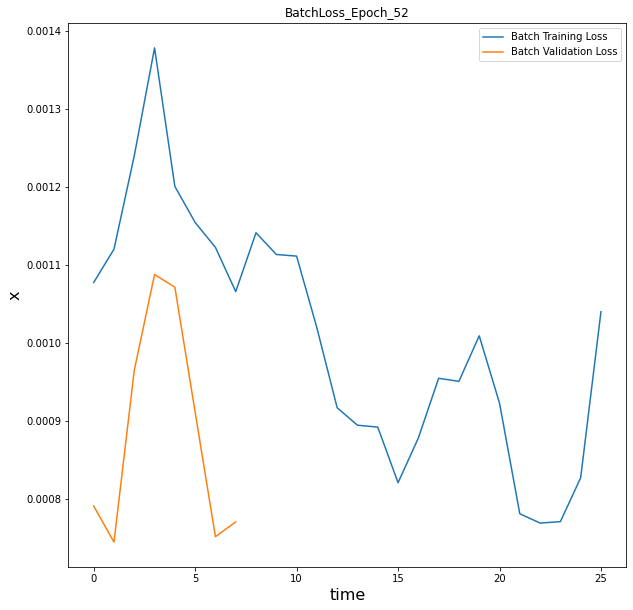 BatchLoss_Epoch_52
Batch Training Loss
Batch Validation Loss
0.0014
0.0013
0.0012
0.0011
0.0010
0.0009
0.0008
x
0 5 10 15 20 25
time